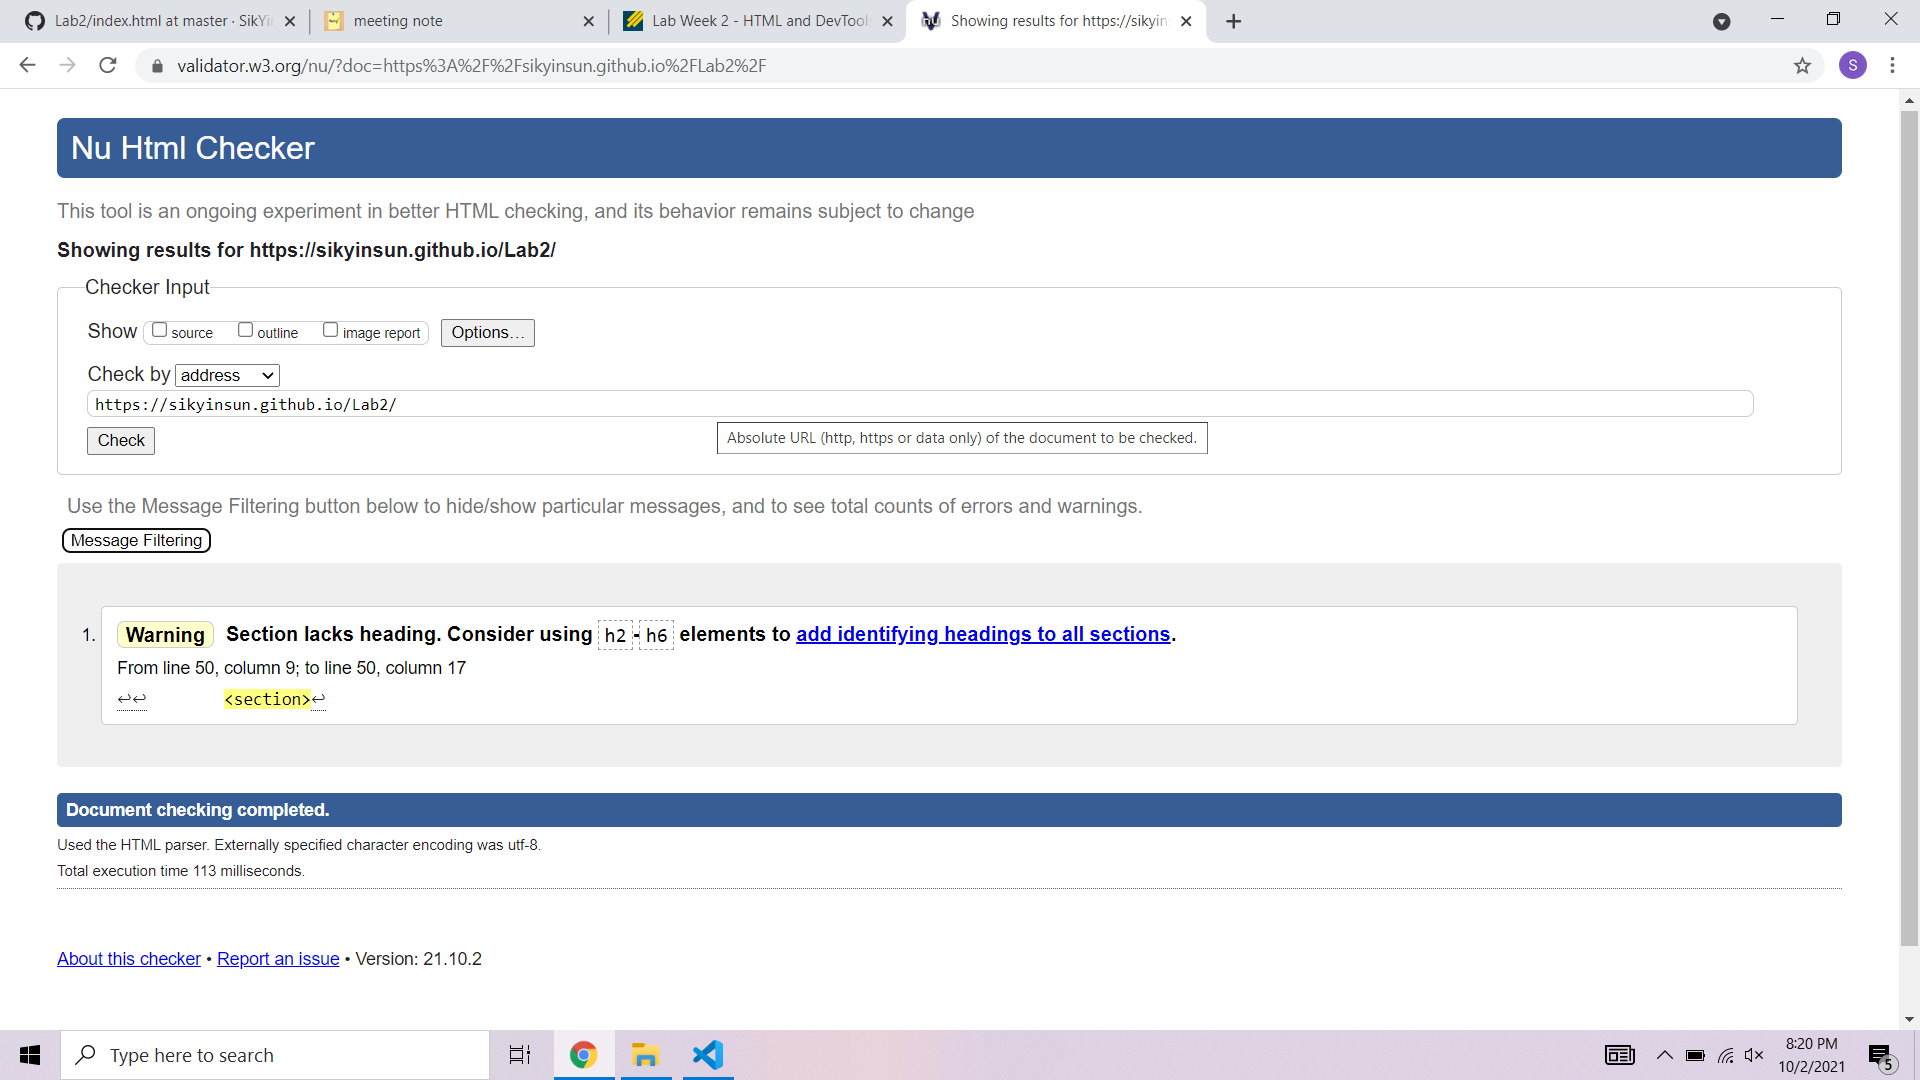 Lab2/index.html at master · SikYi
meeting note
Lab Week 2 - HTML and DevTools
Showing results for https://sikyin
validator.w3.org/nu/?doc=https%3A%2F%2Fsikyinsun.github.io%2FLab2%2F
S
Nu Html Checker
This tool is an ongoing experiment in better HTML checking, and its behavior remains subject to change
Showing results for https://sikyinsun.github.io/Lab2/
Checker Input
Show source outline image report Options…
Check by address
https://sikyinsun.github.io/Lab2/
Check
Absolute URL (http, https or data only) of the document to be checked.
Use the Message Filtering button below to hide/show particular messages, and to see total counts of errors and warnings.
Message Filtering
1. Warning Section lacks heading. Consider using h2-h6 elements to add identifying headings to all sections.
From line 50, column 9; to line 50, column 17
↩↩ <section>↩
Document checking completed.
Used the HTML parser. Externally specified character encoding was utf-8.
Total execution time 113 milliseconds.
About this checker • Report an issue • Version: 21.10.2
Type here to search
8:20 PM
10/2/2021
5